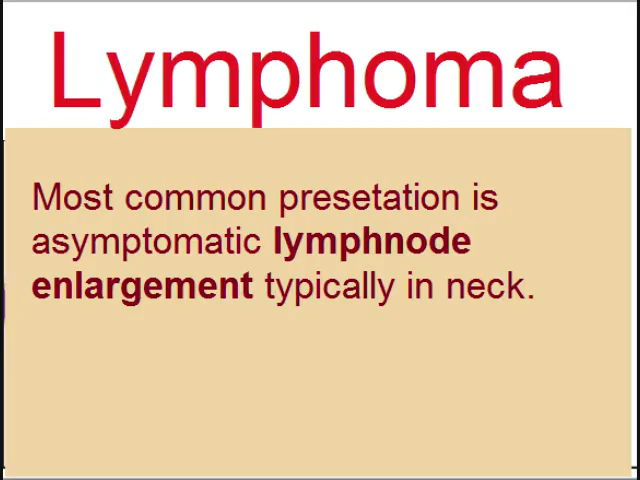 Lymphoma
Most common presetation is
asymptomatic lymphnode
enlargement typically in neck.